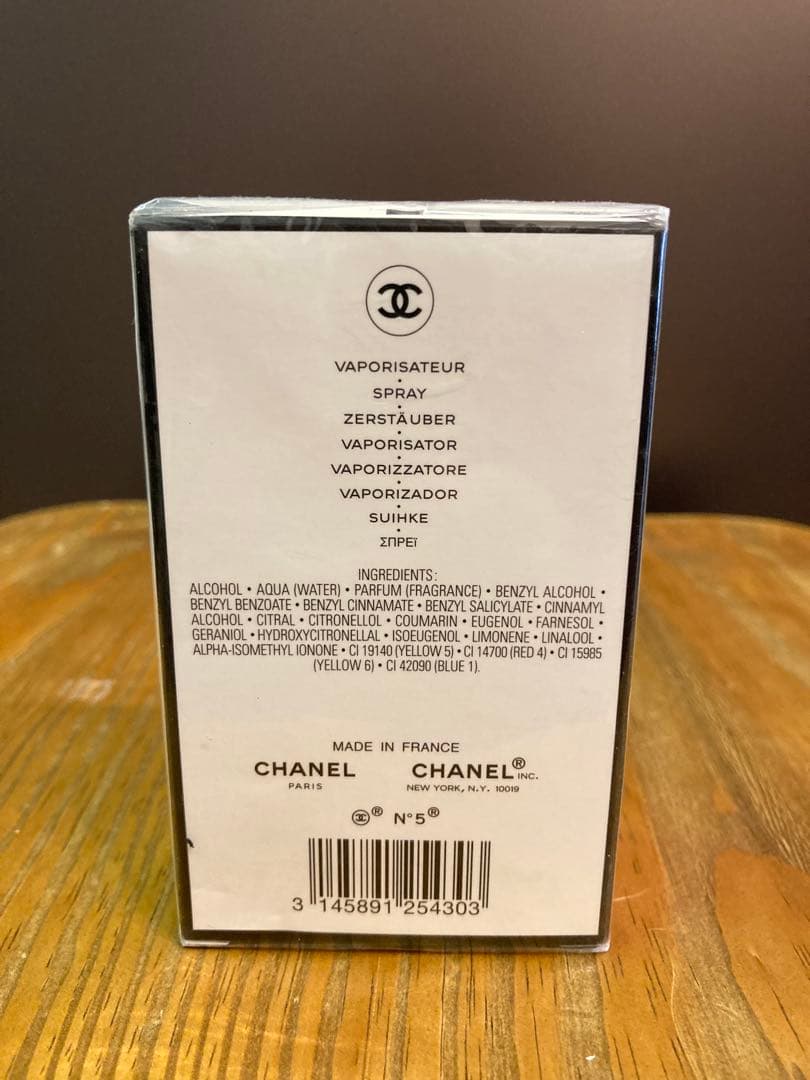 VAPORISATEUR
•
SPRAY
•
ZERSTÄUBER
•
VAPORISATOR
•
VAPORIZZATORE
•
VAPORIZADOR
•
SUIHKE
•
ΣΠΡΕΪ
INGREDIENTS:
ALCOHOL • AQUA (WATER) • PARFUM (FRAGRANCE) • BENZYL ALCOHOL •
BENZYL BENZOATE • BENZYL CINNAMATE • BENZYL SALICYLATE • CINNAMYL
ALCOHOL • CITRAL • CITRONELLOL • COUMARIN • EUGENOL • FARNESOL •
GERANIOL • HYDROXYCITRONELLAL • ISOEUGENOL • LIMONENE • LINALOOL •
ALPHA-ISOMETHYL IONONE • CI 19140 (YELLOW 5) • CI 14700 (RED 4) • CI 15985
(YELLOW 6) • CI 42090 (BLUE 1).
MADE IN FRANCE
CHANEL CHANEL® INC.
PARIS NEW YORK, N.Y. 10019
® N°5®
3 145891 254303